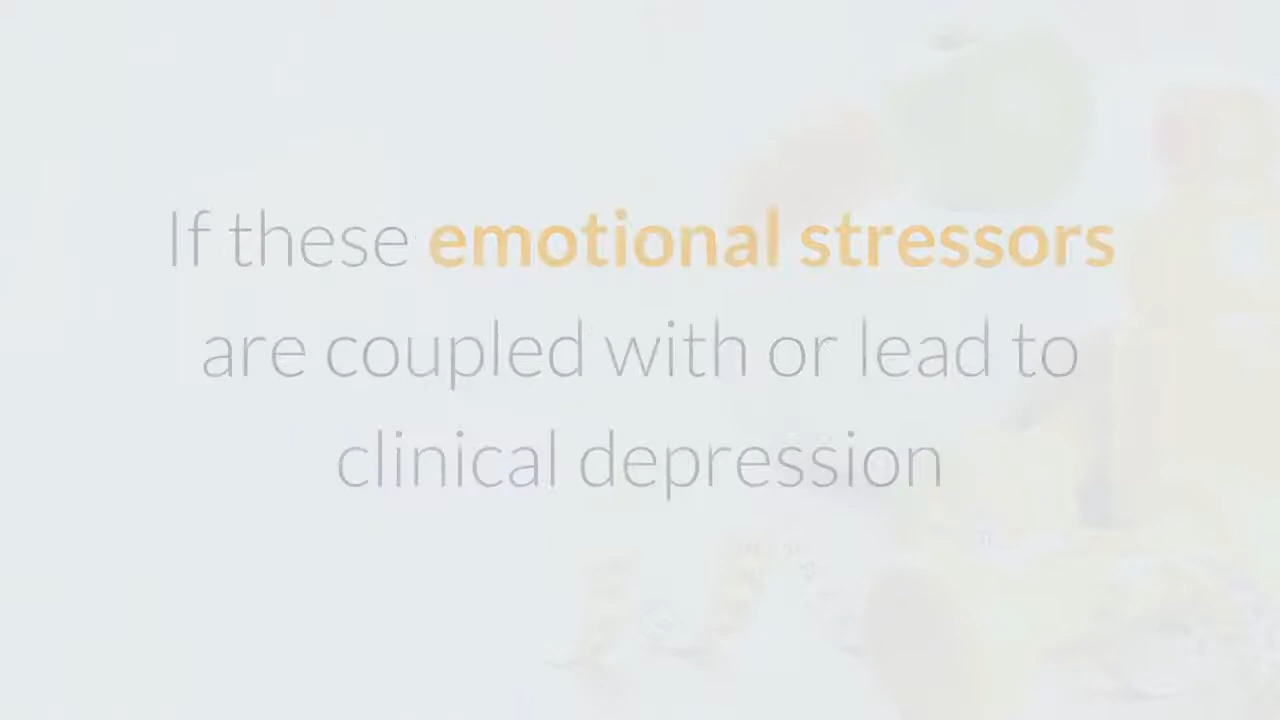 If these emotional stressors
are coupled with or lead to
clinical depression